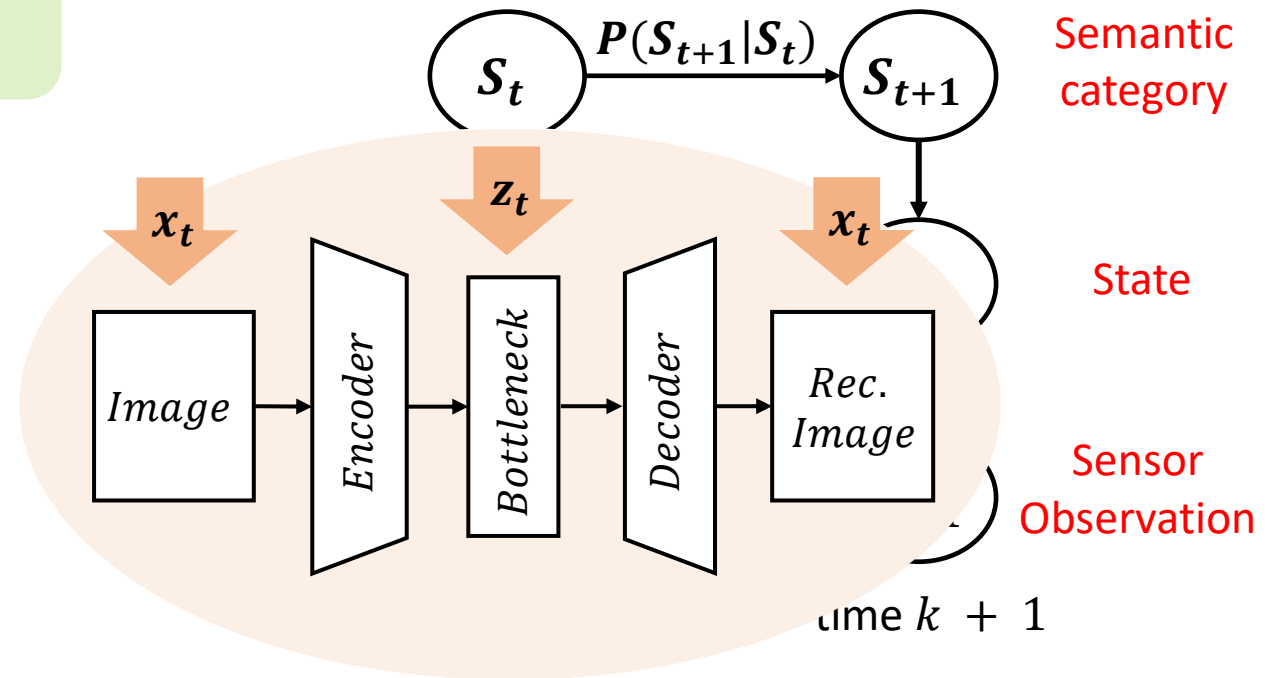 P(S_{t+1}|S_t)
S_t
S_{t+1}
Semantic
category
z_t
x_t
x_t
State
Image
Encoder
Bottleneck
Decoder
Rec.
Image
Sensor
Observation
time k + 1